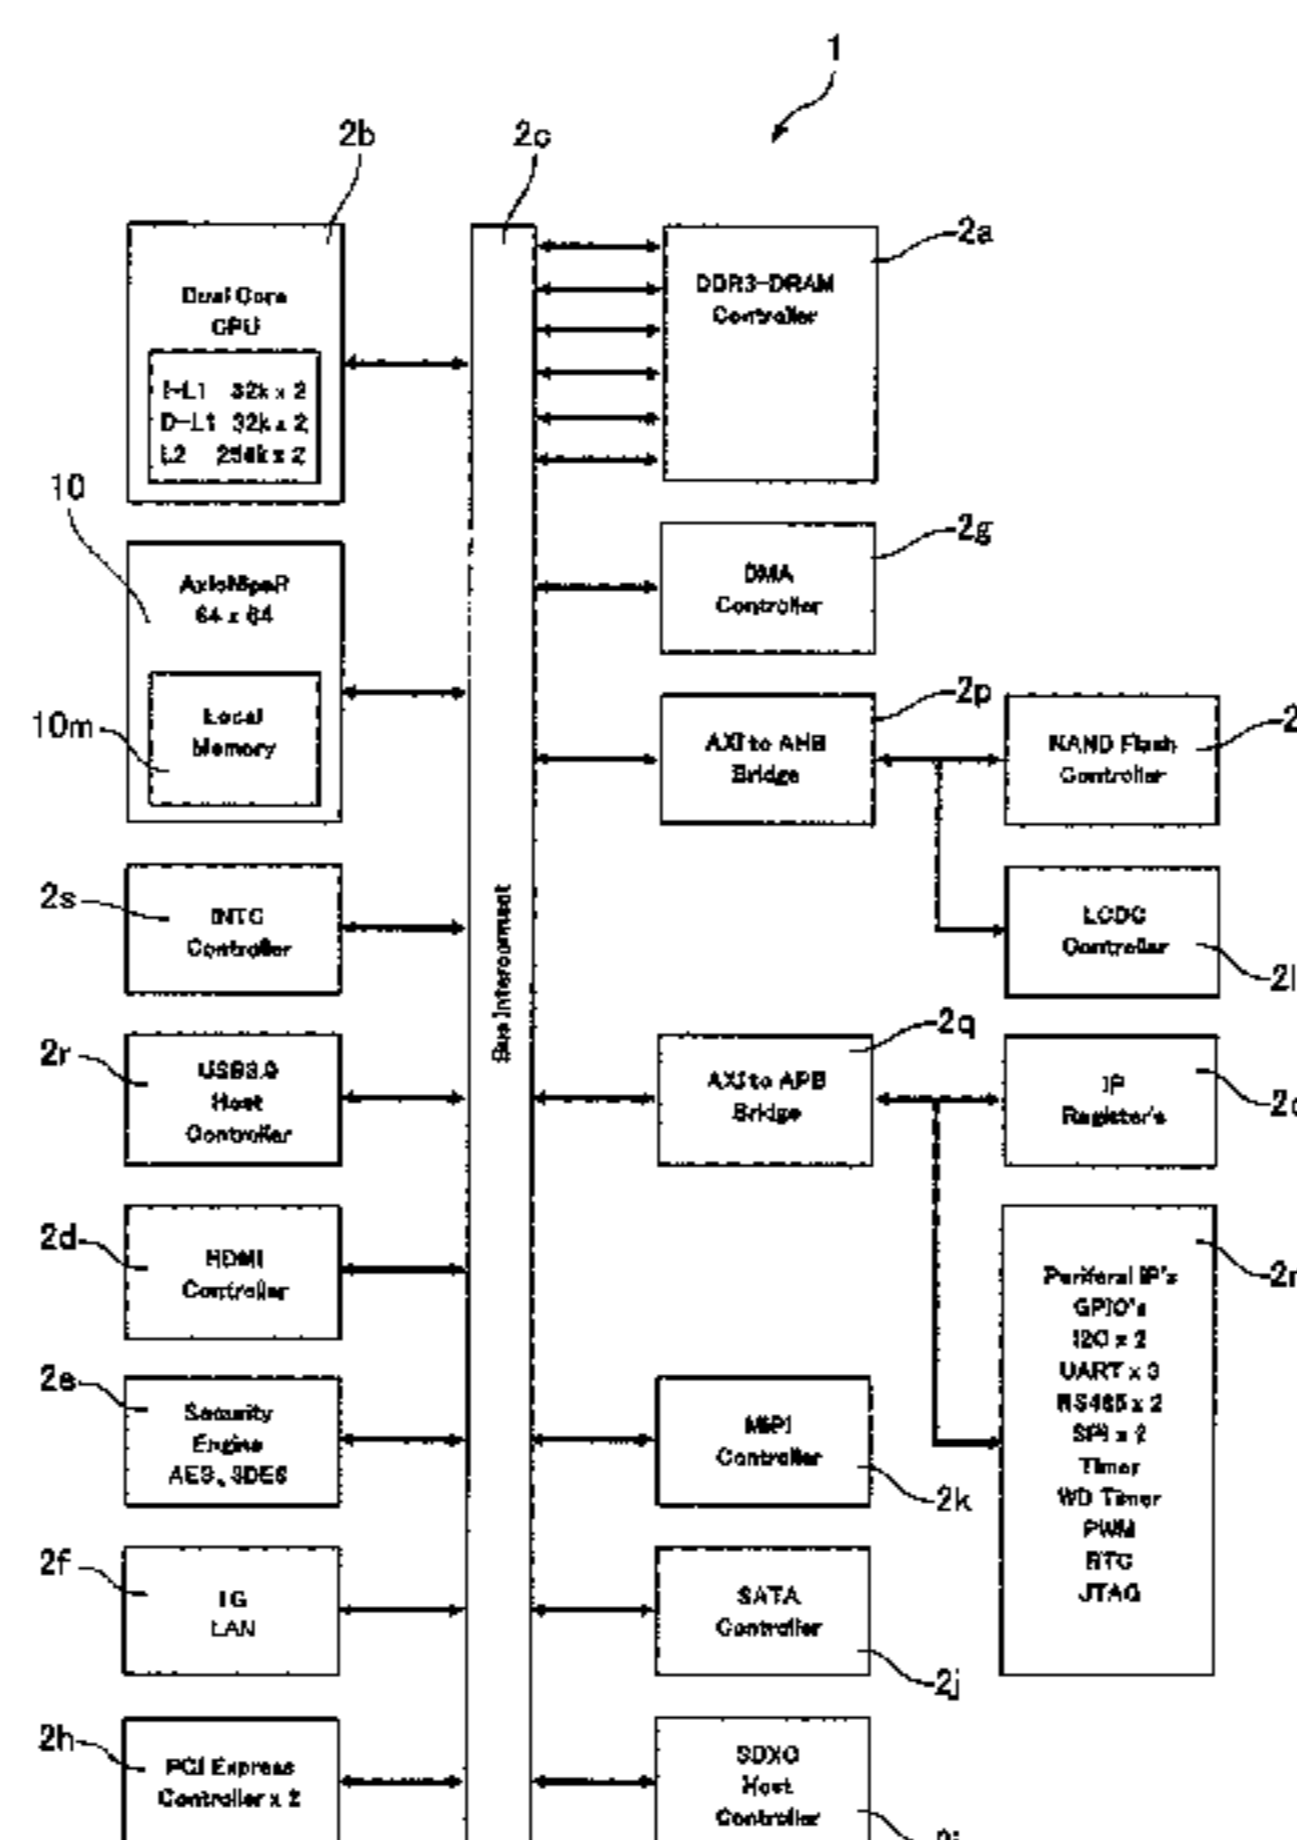 1
2b
2c
2a
Dual Core
CPU
I-L1 32k x 2
D-L1 32k x 2
L2 256k x 2
DDR3-DRAM
Controller
10
64 x 64
Local
Memory
10m
2g
DMA
Controller
2p
AXI to AHB
Bridge
NAND Flash
Controller
2s
INTC
Controller
Bus Interconnect
LCDC
Controller
2l
2r
USB3.0
Host
Controller
2q
AXI to APB
Bridge
IP
Register's
2d
HDMI
Controller
Periferal IP's
GPIO's
I2C x 2
UART x 3
RS485 x 2
SPI x 2
Timer
WD Timer
PWM
RTC
JTAG
2e
Security
Engine
AES、3DES
MIPI
Controller
2k
2f
1G
LAN
SATA
Controller
2j
2h
PCI Express
Controller x 2
SDXC
Host
Controller